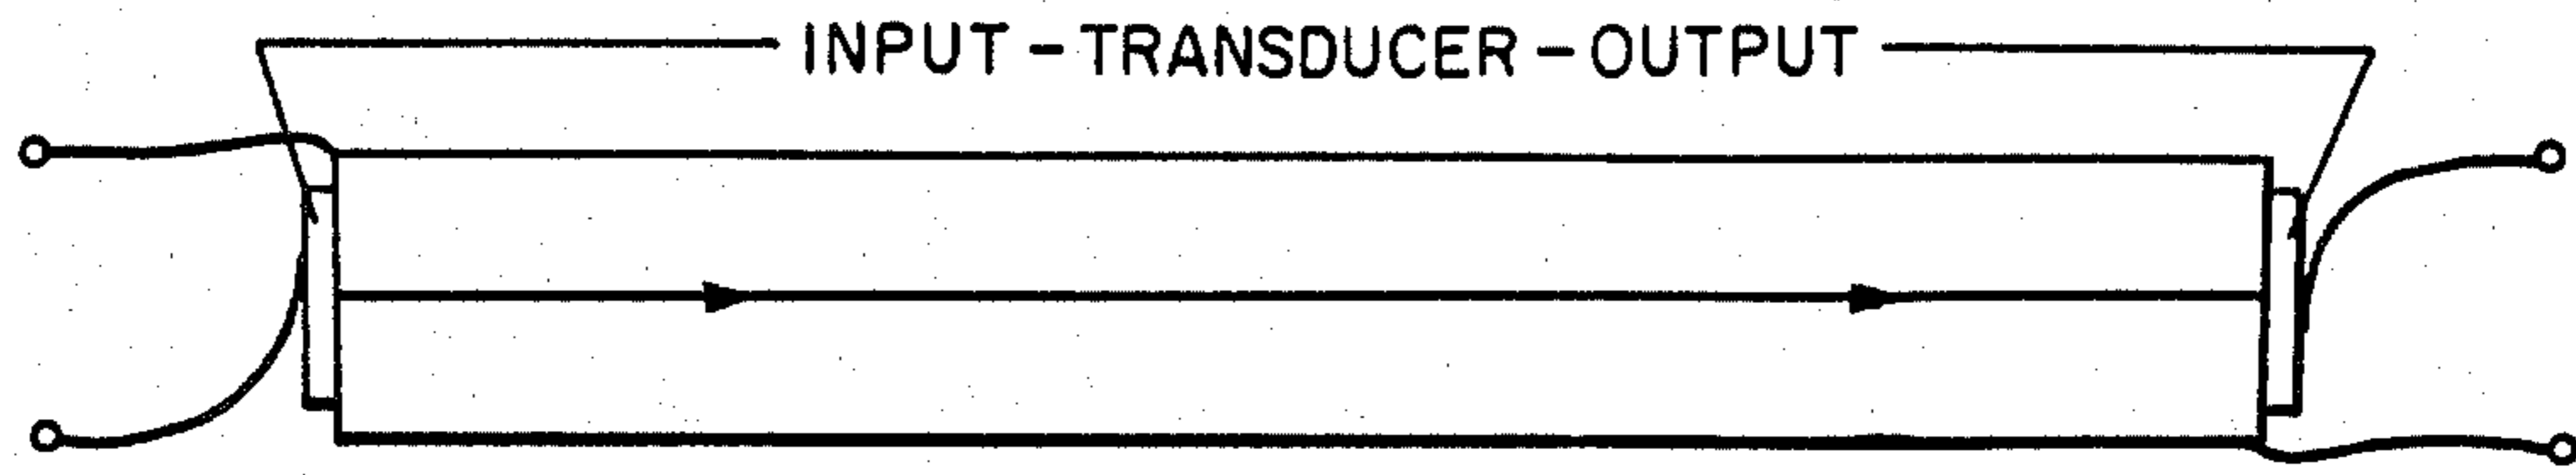 INPUT - TRANSDUCER - OUTPUT